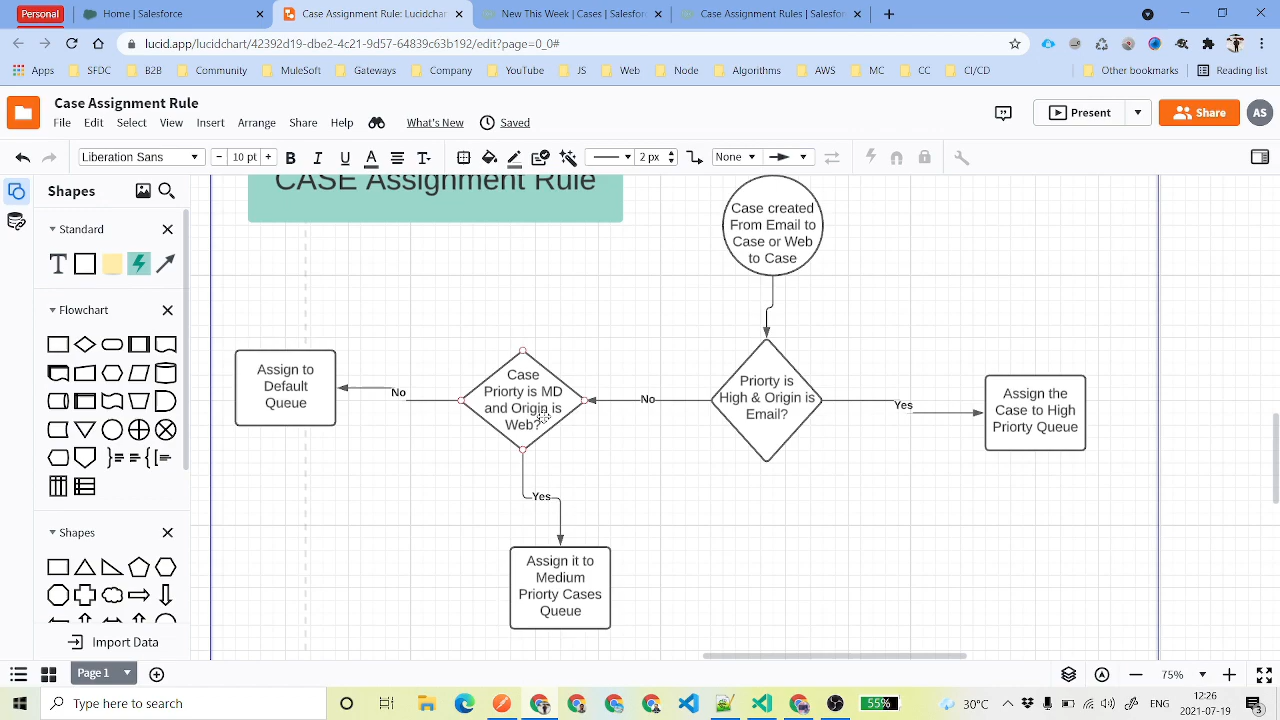 Personal
Home | Salesforce
Case Assignment Rule: Lucidchar
New This Week | Salesfor
Case Assignment Rules | Salesfor
lucid.app/lucidchart/42392d19-dbe2-4c21-9d57-64839c63b192/edit?page=0_0#
Apps SFDC B2B Community MuleSoft Gateways Company YouTube JS Web Node Algorithms AWS MC CC CI/CD Other bookmarks Reading list
Case Assignment Rule
File Edit Select View Insert Arrange Share Help What's New Saved
Present Share AS
Liberation Sans 10 pt 2 px None
Shapes
CASE Assignment Rule
Case created
From Email to
Case or Web
to Case
Standard
Flowchart
Assign to
Default
Queue
No
Case
Priorty is MD
and Origin is
Web?
No
Priorty is
High & Origin is
Email?
Yes
Assign the
Case to High
Priorty Queue
Yes
Shapes
Assign it to
Medium
Priorty Cases
Queue
Import Data
Page 1
75%
Type here to search
55%
30°C
12:26
2021-07-19